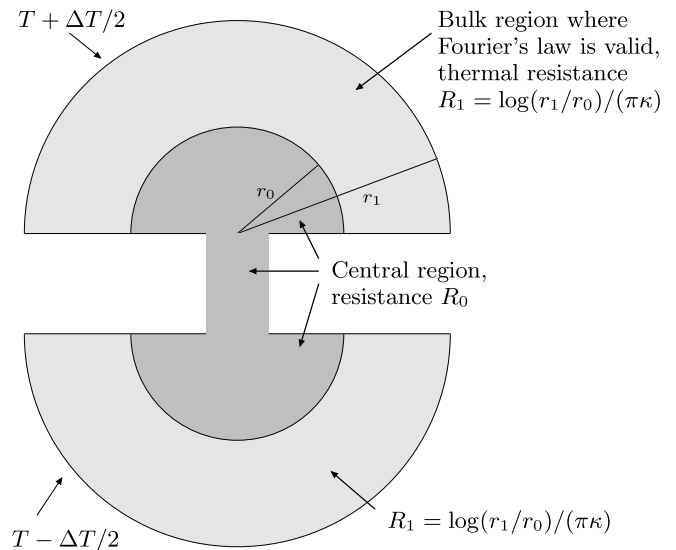 T + ΔT/2
Bulk region where
Fourier's law is valid,
thermal resistance
R₁ = log(r₁/r₀)/(πκ)
r₀
r₁
Central region,
resistance R₀
R₁ = log(r₁/r₀)/(πκ)
T − ΔT/2